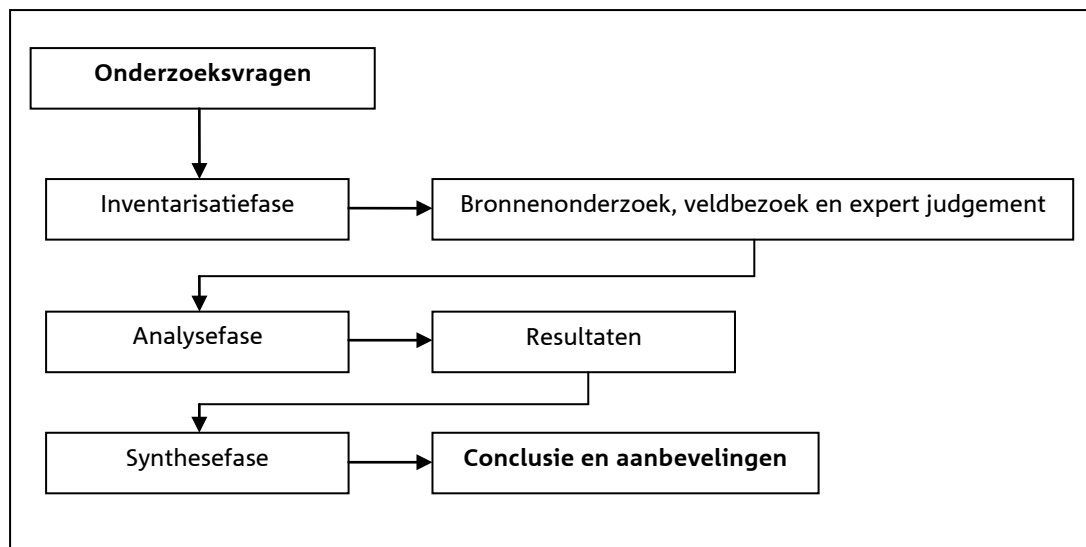 Onderzoeksvragen
Inventarisatiefase
Bronnenonderzoek, veldbezoek en expert judgement
Analysefase
Resultaten
Synthesefase
Conclusie en aanbevelingen